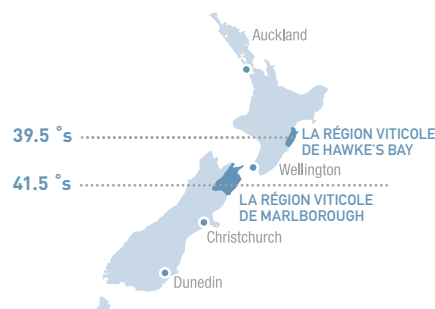 Auckland
39.5 °s
LA RÉGION VITICOLE
DE HAWKE'S BAY
Wellington
41.5 °s
LA RÉGION VITICOLE
DE MARLBOROUGH
Christchurch
Dunedin